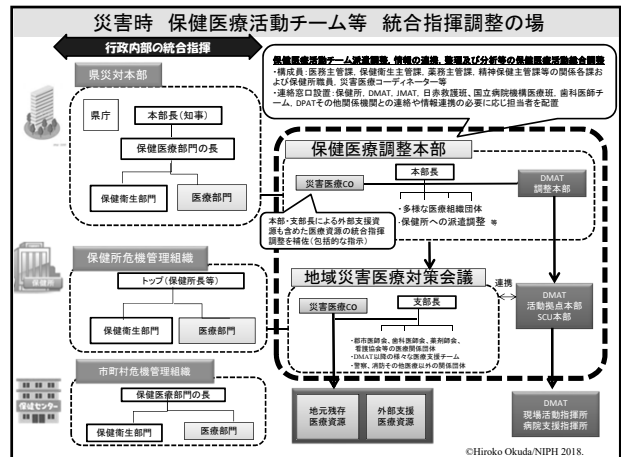 災害時 保健医療活動チーム等 統合指揮調整の場
行政内部の統合指揮
県災対本部
県庁
本部長(知事)
保健医療部門の長
保健衛生部門
医療部門
保健医療活動チーム派遣調整、情報の連携、整理及び分析等の保健医療活動総合調整
・構成員:医務主管課、保健衛生主管課、薬務主管課、精神保健主管課等の関係各課お
よび保健所職員、災害医療コーディネーター等
・連絡窓口設置:保健所、DMAT、JMAT、日赤救護班、国立病院機構医療班、歯科医師チ
ーム、DPATその他関係機関との連絡や情報連携の必要に応じ担当者を配置
保健医療調整本部
本部長
災害医療CO
DMAT
調整本部
・多様な医療組織団体
・保健所への派遣調整 等
本部・支部長による外部支援資
源も含めた医療資源の統合指揮
調整を補佐(包括的な指示)
保健所危機管理組織
保健所
トップ(保健所長等)
保健衛生部門
医療部門
地域災害医療対策会議
連携
災害医療CO
支部長
DMAT
活動拠点本部
SCU本部
・郡市医師会、歯科医師会、薬剤師会、
看護協会等の医療関係団体
・DMAT以降の様々な医療支援チーム
・警察、消防その他医療以外の関係団体
市町村危機管理組織
保健センター
保健医療部門の長
保健衛生部門
医療部門
地元残存
医療資源
外部支援
医療資源
DMAT
現場活動指揮所
病院支援指揮所
©Hiroko Okuda/NIPH 2018.